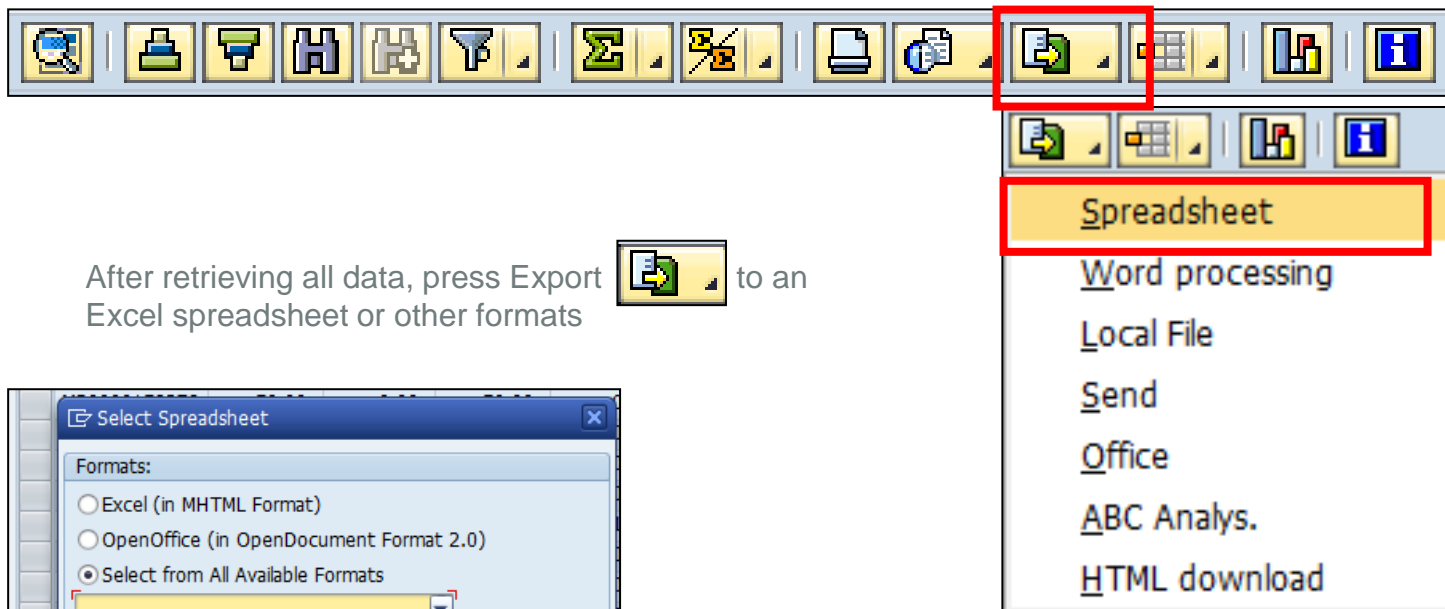 Spreadsheet
After retrieving all data, press Export to an
Excel spreadsheet or other formats
Word processing
Local File
Send
Office
ABC Analys.
HTML download
Select Spreadsheet
Formats:
Excel (in MHTML Format)
OpenOffice (in OpenDocument Format 2.0)
Select from All Available Formats